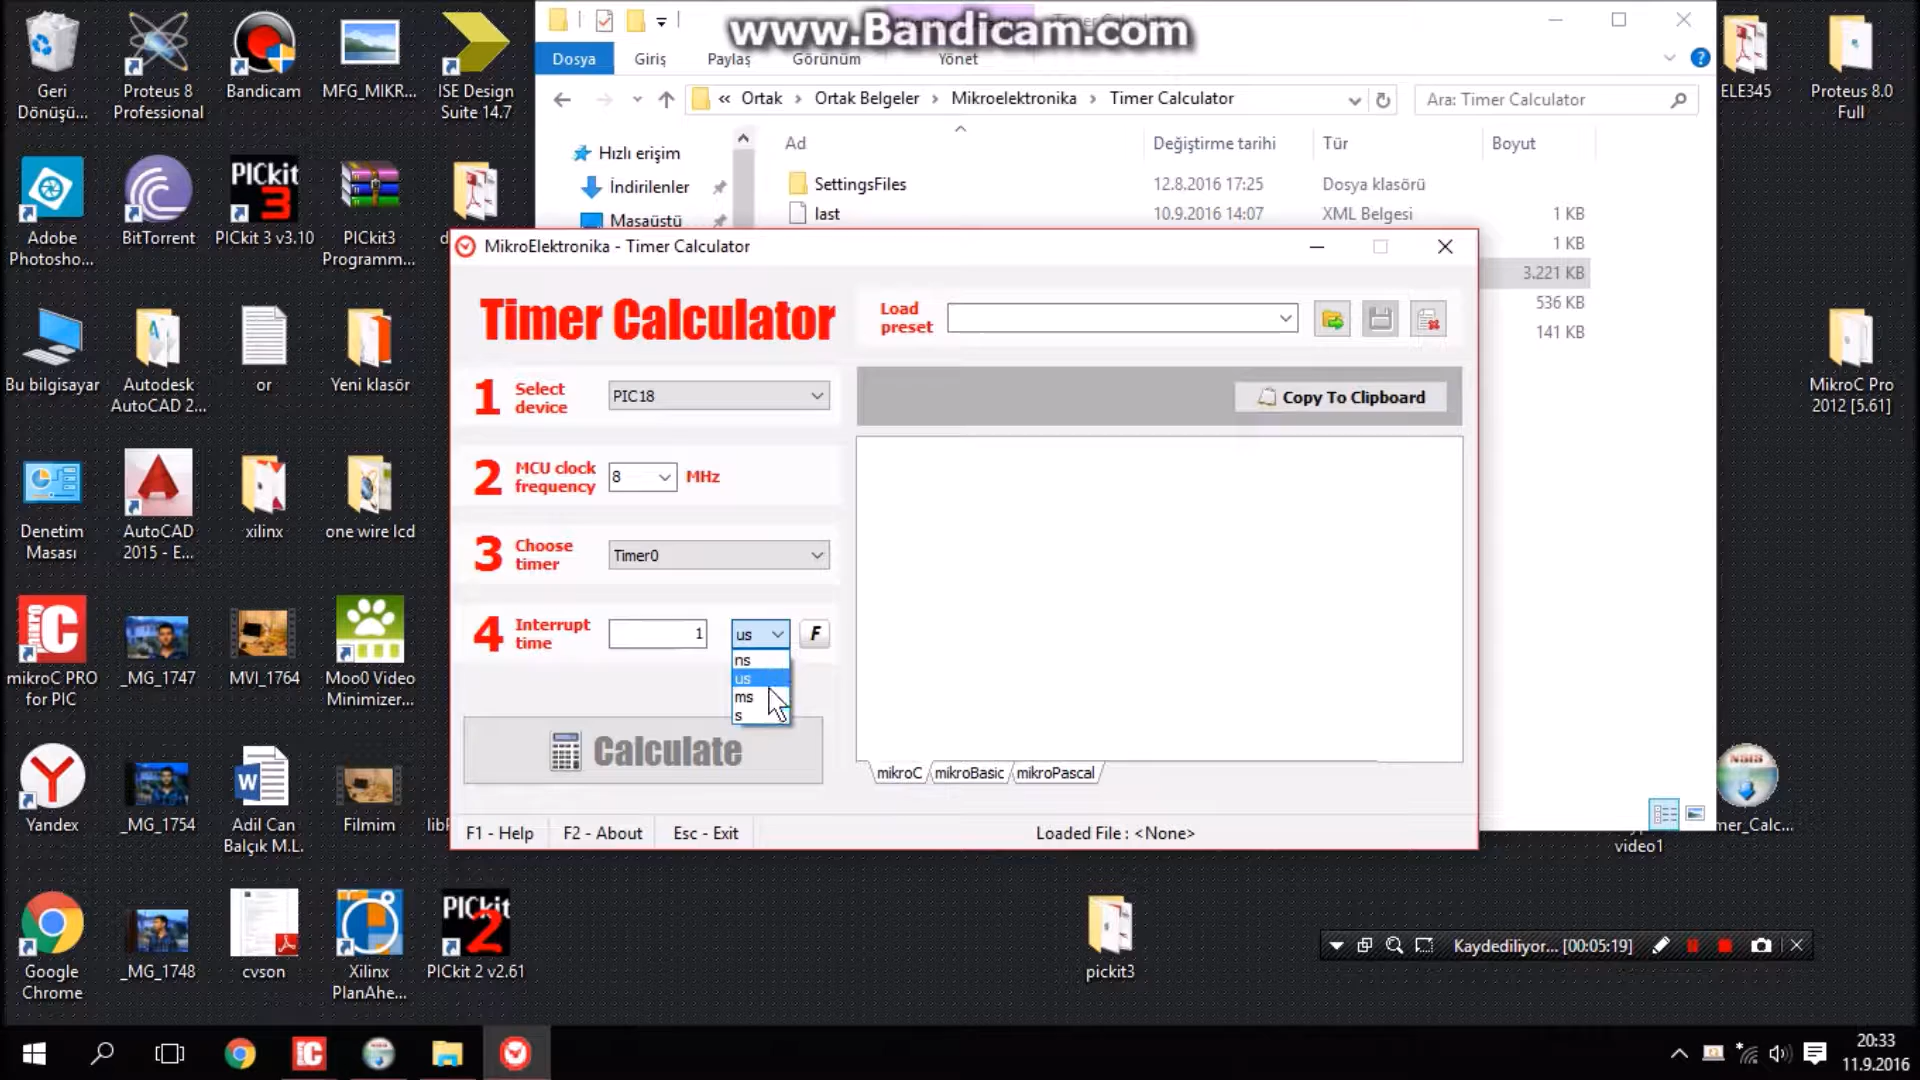 www.Bandicam.com
Dosya
Giriş
Paylaş
Görünüm
Yönet
« Ortak › Ortak Belgeler › Mikroelektronika › Timer Calculator
Ara: Timer Calculator
Ad
Değiştirme tarihi
Tür
Boyut
Hızlı erişim
İndirilenler
Masaüstü
SettingsFiles
12.8.2016 17:25
Dosya klasörü
last
10.9.2016 14:07
XML Belgesi
1 KB
1 KB
3.221 KB
536 KB
141 KB
MikroElektronika - Timer Calculator
Timer Calculator
Load
preset
1 Select
device
PIC18
Copy To Clipboard
2 MCU clock
frequency
8
MHz
3 Choose
timer
Timer0
4 Interrupt
time
1
us
F
ns
us
ms
s
Calculate
mikroC
mikroBasic
mikroPascal
F1 - Help
F2 - About
Esc - Exit
Loaded File : <None>
Geri
Dönüşü...
Proteus 8
Professional
Bandicam
MFG_MIKR...
ISE Design
Suite 14.7
ELE345
Proteus 8.0
Full
Adobe
Photosho...
BitTorrent
PICkit
3
PICkit 3 v3.10
PICkit3
Programm...
Bu bilgisayar
Autodesk
AutoCAD 2...
or
Yeni klasör
MikroC Pro
2012 [5.61]
Denetim
Masası
AutoCAD
2015 - E...
xilinx
one wire lcd
mikroC PRO
for PIC
_MG_1747
MVI_1764
Moo0 Video
Minimizer...
Yandex
_MG_1754
Adil Can
Balçık M.L.
Filmim
mer_Calc...
video1
Google
Chrome
_MG_1748
cvson
Xilinx
PlanAhe...
PICkit
2
PICkit 2 v2.61
pickit3
Kaydediliyor... [00:05:19]
20:33
11.9.2016